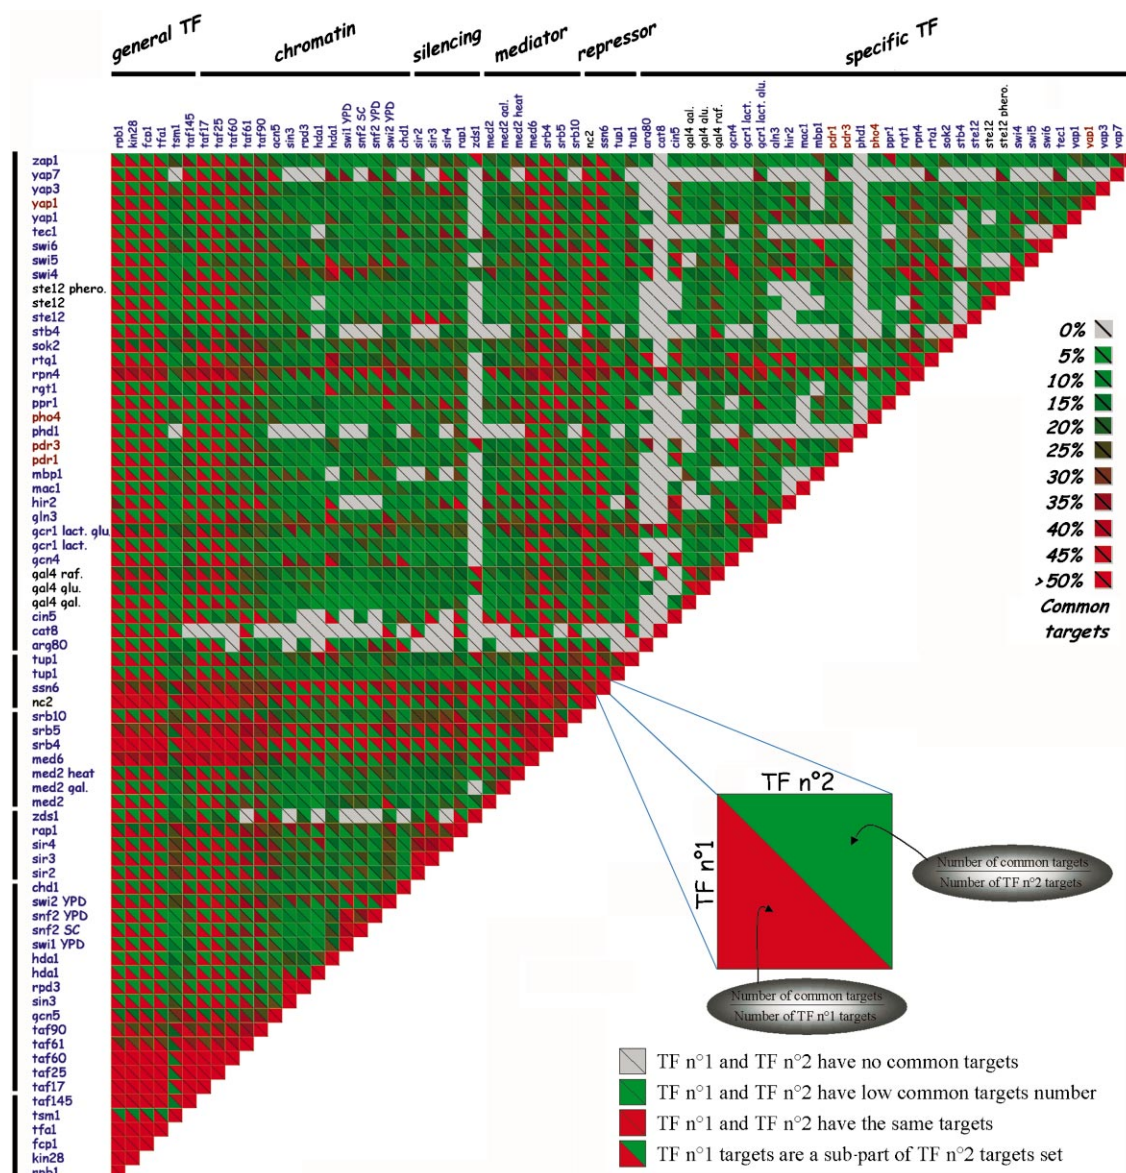 general TF
chromatin
silencing
mediator
repressor
specific TF
rpb1
kin28
fcp1
tfa1
tsm1
taf145
taf17
taf25
taf60
taf61
taf90
gcn5
sin3
rpd3
hda1
hda1
swi1 YPD
snf2 SC
snf2 YPD
swi2 YPD
chd1
sir2
sir3
sir4
rap1
zds1
med2
med2 gal.
med2 heat
med6
srb4
srb5
srb10
nc2
ssn6
tup1
tup1
arg80
cat8
cin5
gal4 gal.
gal4 glu.
gal4 raf.
gcn4
gcr1 lact.
gcr1 lact. glu.
gln3
hir2
mac1
mbp1
pdr1
pdr3
phd1
pho4
ppr1
rgt1
rpn4
rtg1
sok2
stb4
ste12
ste12
ste12 phero.
swi4
swi5
swi6
tec1
yap1
yap1
yap3
yap7
zap1
yap7
yap3
yap1
yap1
tec1
swi6
swi5
swi4
ste12 phero.
ste12
ste12
stb4
sok2
rtg1
rpn4
rgt1
ppr1
pho4
phd1
pdr3
pdr1
mbp1
mac1
hir2
gln3
gcr1 lact. glu.
gcr1 lact.
gcn4
gal4 raf.
gal4 glu.
gal4 gal.
cin5
cat8
arg80
tup1
tup1
ssn6
nc2
srb10
srb5
srb4
med6
med2 heat
med2 gal.
med2
zds1
rap1
sir4
sir3
sir2
chd1
swi2 YPD
snf2 YPD
snf2 SC
swi1 YPD
hda1
hda1
rpd3
sin3
gcn5
taf90
taf61
taf60
taf25
taf17
taf145
tsm1
tfa1
fcp1
kin28
rpb1
0%
5%
10%
15%
20%
25%
30%
35%
40%
45%
>50%
Common
targets
TF n°2
TF n°1
Number of common targets
Number of TF n°2 targets
Number of common targets
Number of TF n°1 targets
TF n°1 and TF n°2 have no common targets
TF n°1 and TF n°2 have low common targets number
TF n°1 and TF n°2 have the same targets
TF n°1 targets are a sub-part of TF n°2 targets set